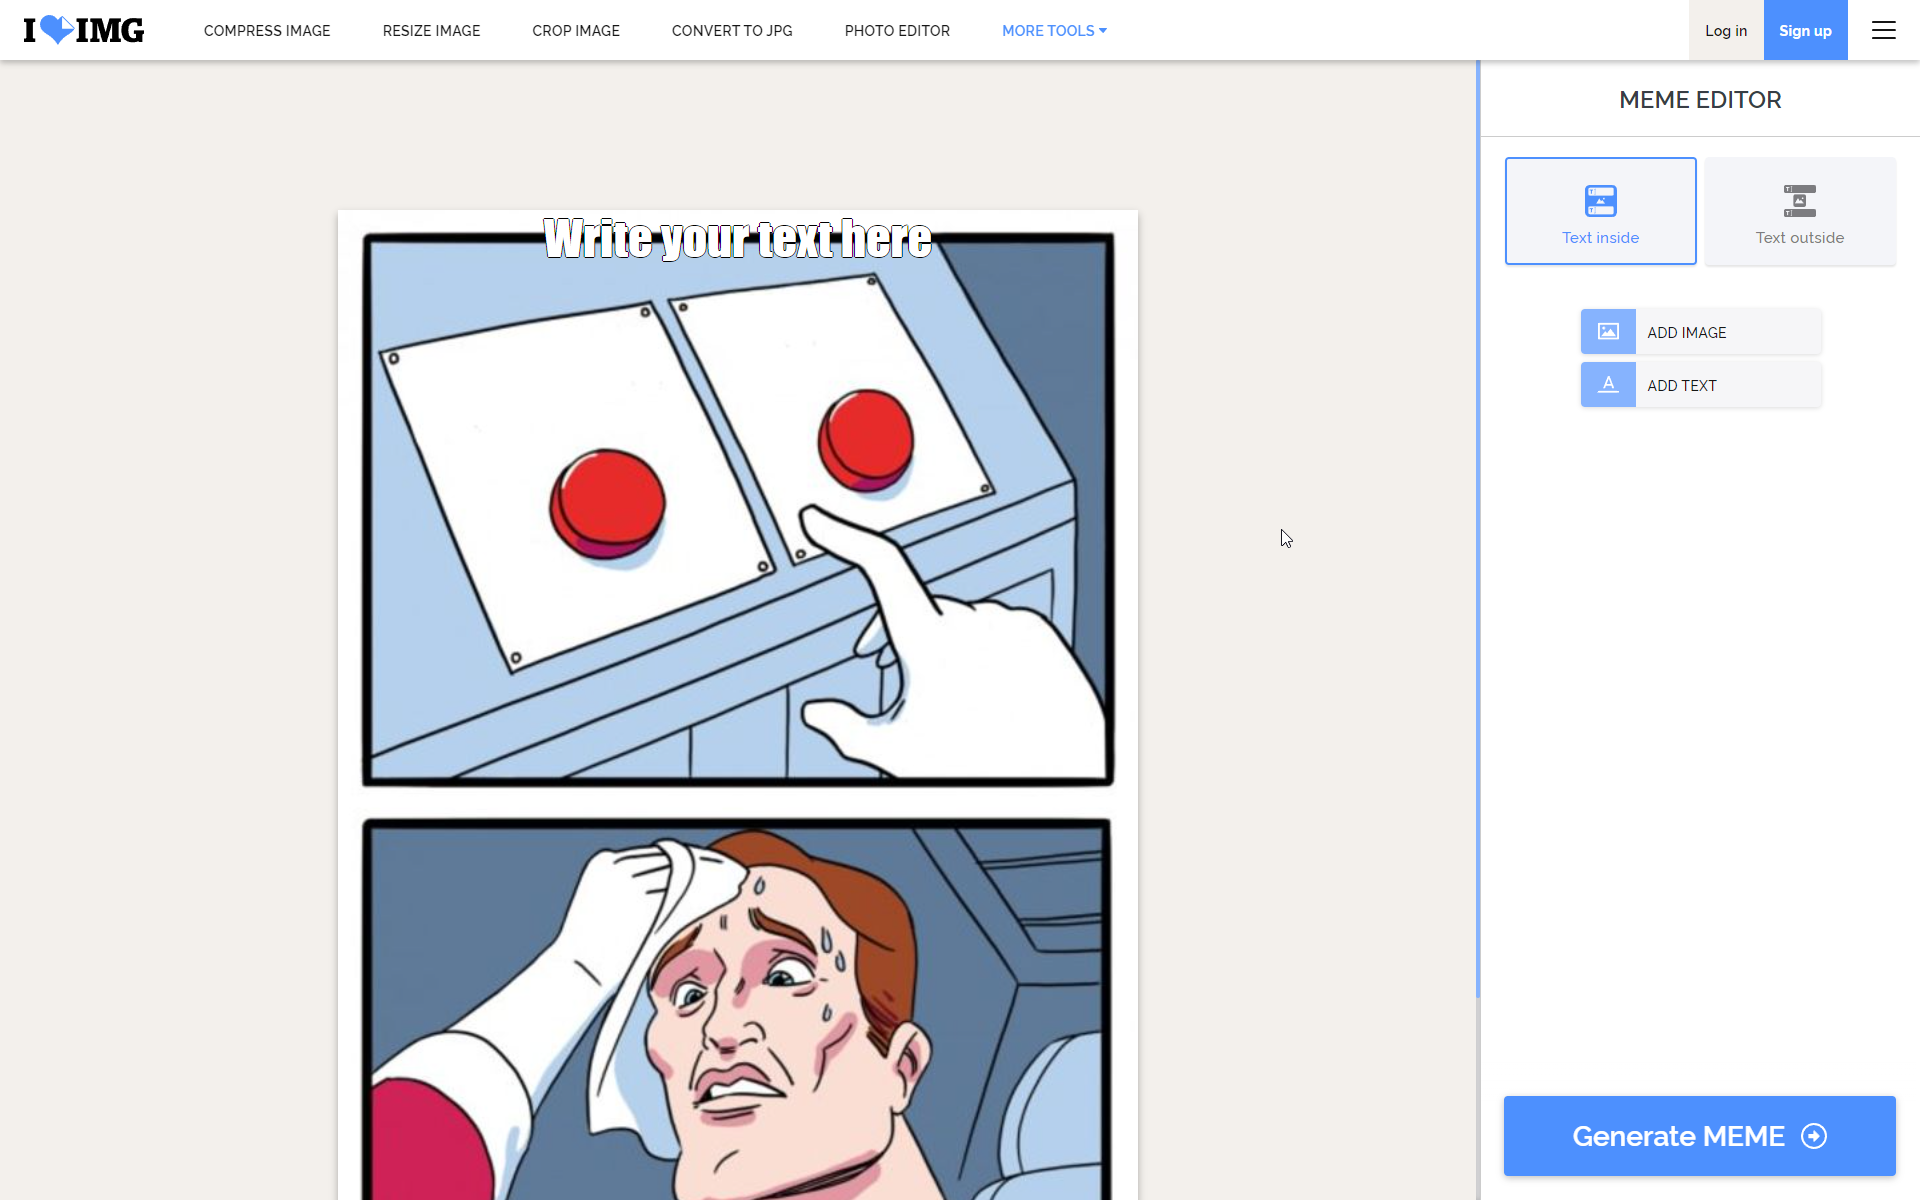 I IMG
COMPRESS IMAGE
RESIZE IMAGE
CROP IMAGE
CONVERT TO JPG
PHOTO EDITOR
MORE TOOLS
Log in
Sign up
Write your text here
MEME EDITOR
Text inside
Text outside
ADD IMAGE
A
ADD TEXT
Generate MEME